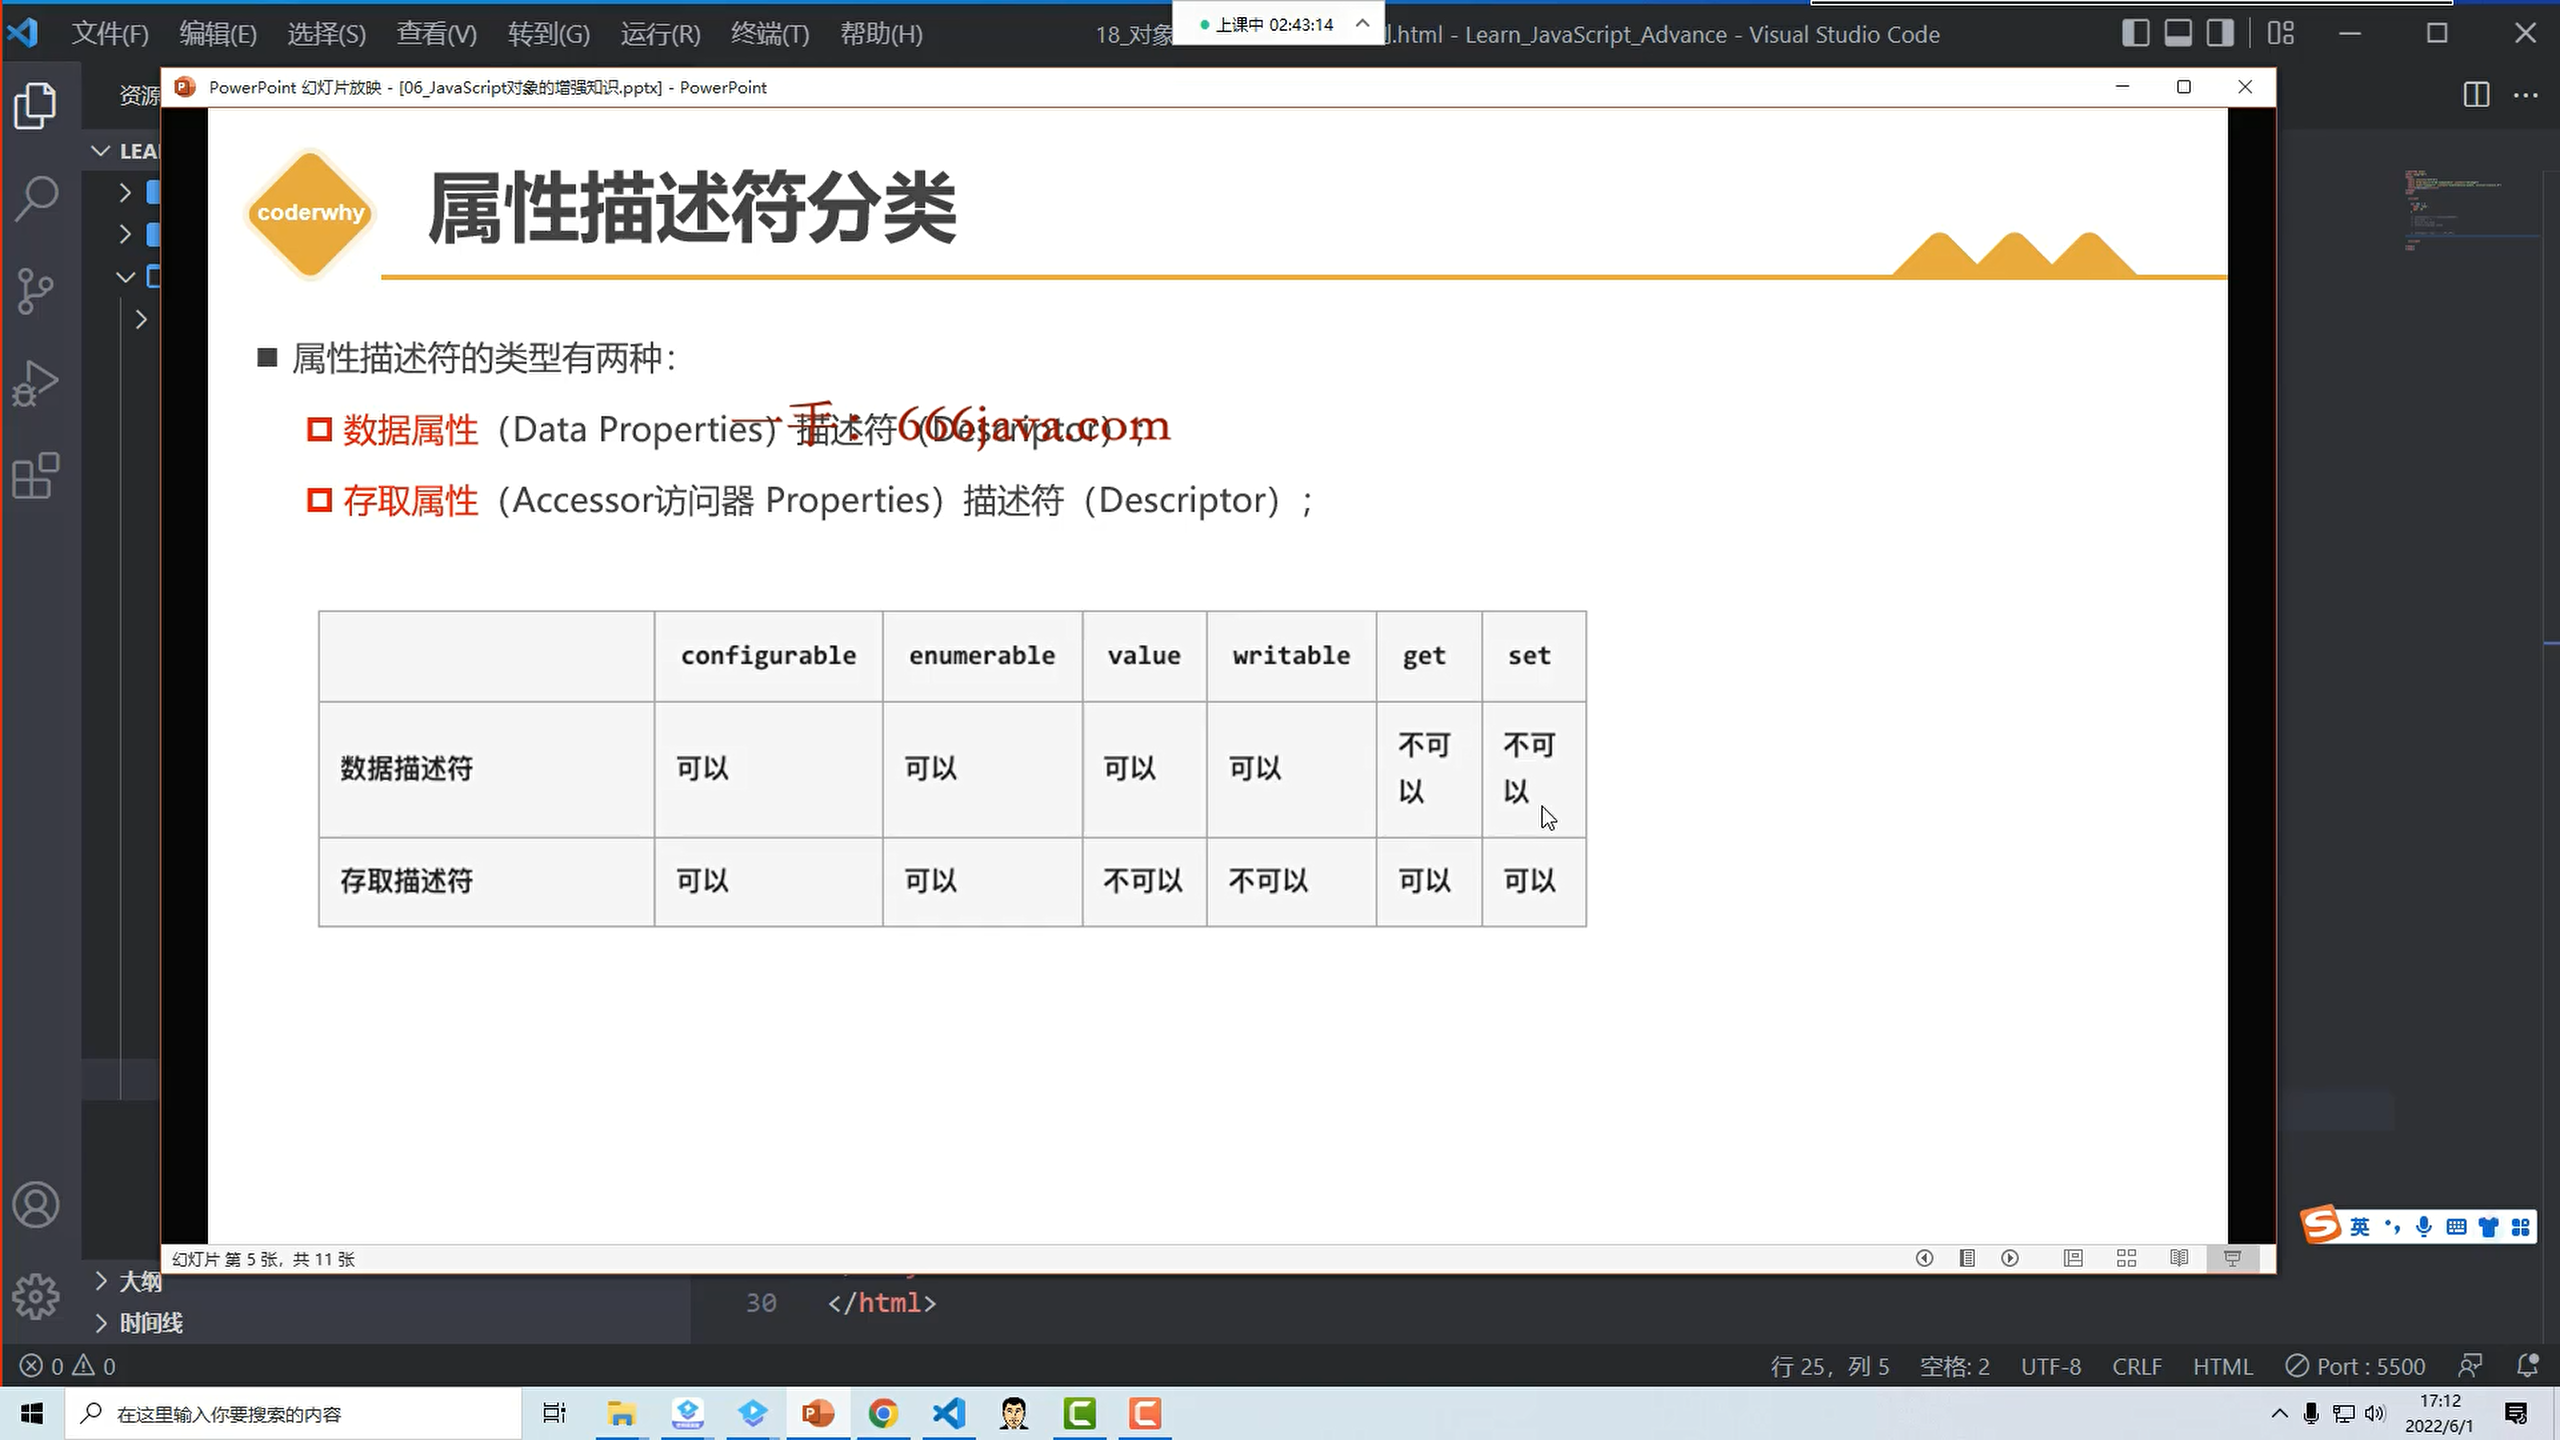 文件(F) 编辑(E) 选择(S) 查看(V) 转到(G) 运行(R) 终端(T) 帮助(H) 18_对象 .html - Learn_JavaScript_Advance - Visual Studio Code
上课中 02:43:14
资源
PowerPoint 幻灯片放映 - [06_JavaScript对象的增强知识.pptx] - PowerPoint
LEA
coderwhy
属性描述符分类
属性描述符的类型有两种：
数据属性（Data Properties）描述符（Descriptor）；
一手：666java.com
存取属性（Accessor访问器 Properties）描述符（Descriptor）；
configurable enumerable value writable get set
数据描述符 可以 可以 可以 可以 不可以 不可以
存取描述符 可以 可以 不可以 不可以 可以 可以
英
幻灯片 第 5 张，共 11 张
大纲
30 </html>
时间线
0 0 行 25，列 5 空格: 2 UTF-8 CRLF HTML Port : 5500
在这里输入你要搜索的内容
17:12
2022/6/1